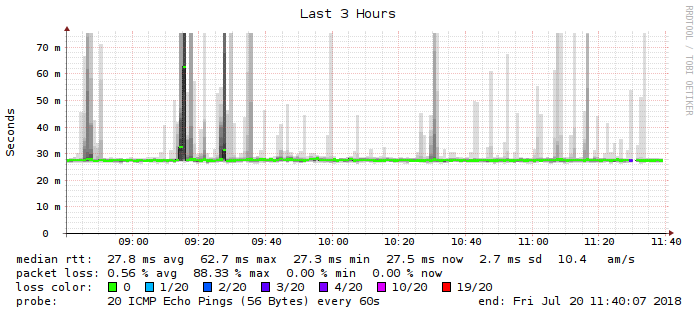 Last 3 Hours
RRDTOOL / TOBI OETIKER
Seconds
70 m
60 m
50 m
40 m
30 m
20 m
10 m
0
09:00 09:20 09:40 10:00 10:20 10:40 11:00 11:20 11:40
median rtt: 27.8 ms avg 62.7 ms max 27.3 ms min 27.5 ms now 2.7 ms sd 10.4 am/s
packet loss: 0.56 % avg 88.33 % max 0.00 % min 0.00 % now
loss color: 0 1/20 2/20 3/20 4/20 10/20 19/20
probe: 20 ICMP Echo Pings (56 Bytes) every 60s end: Fri Jul 20 11:40:07 2018